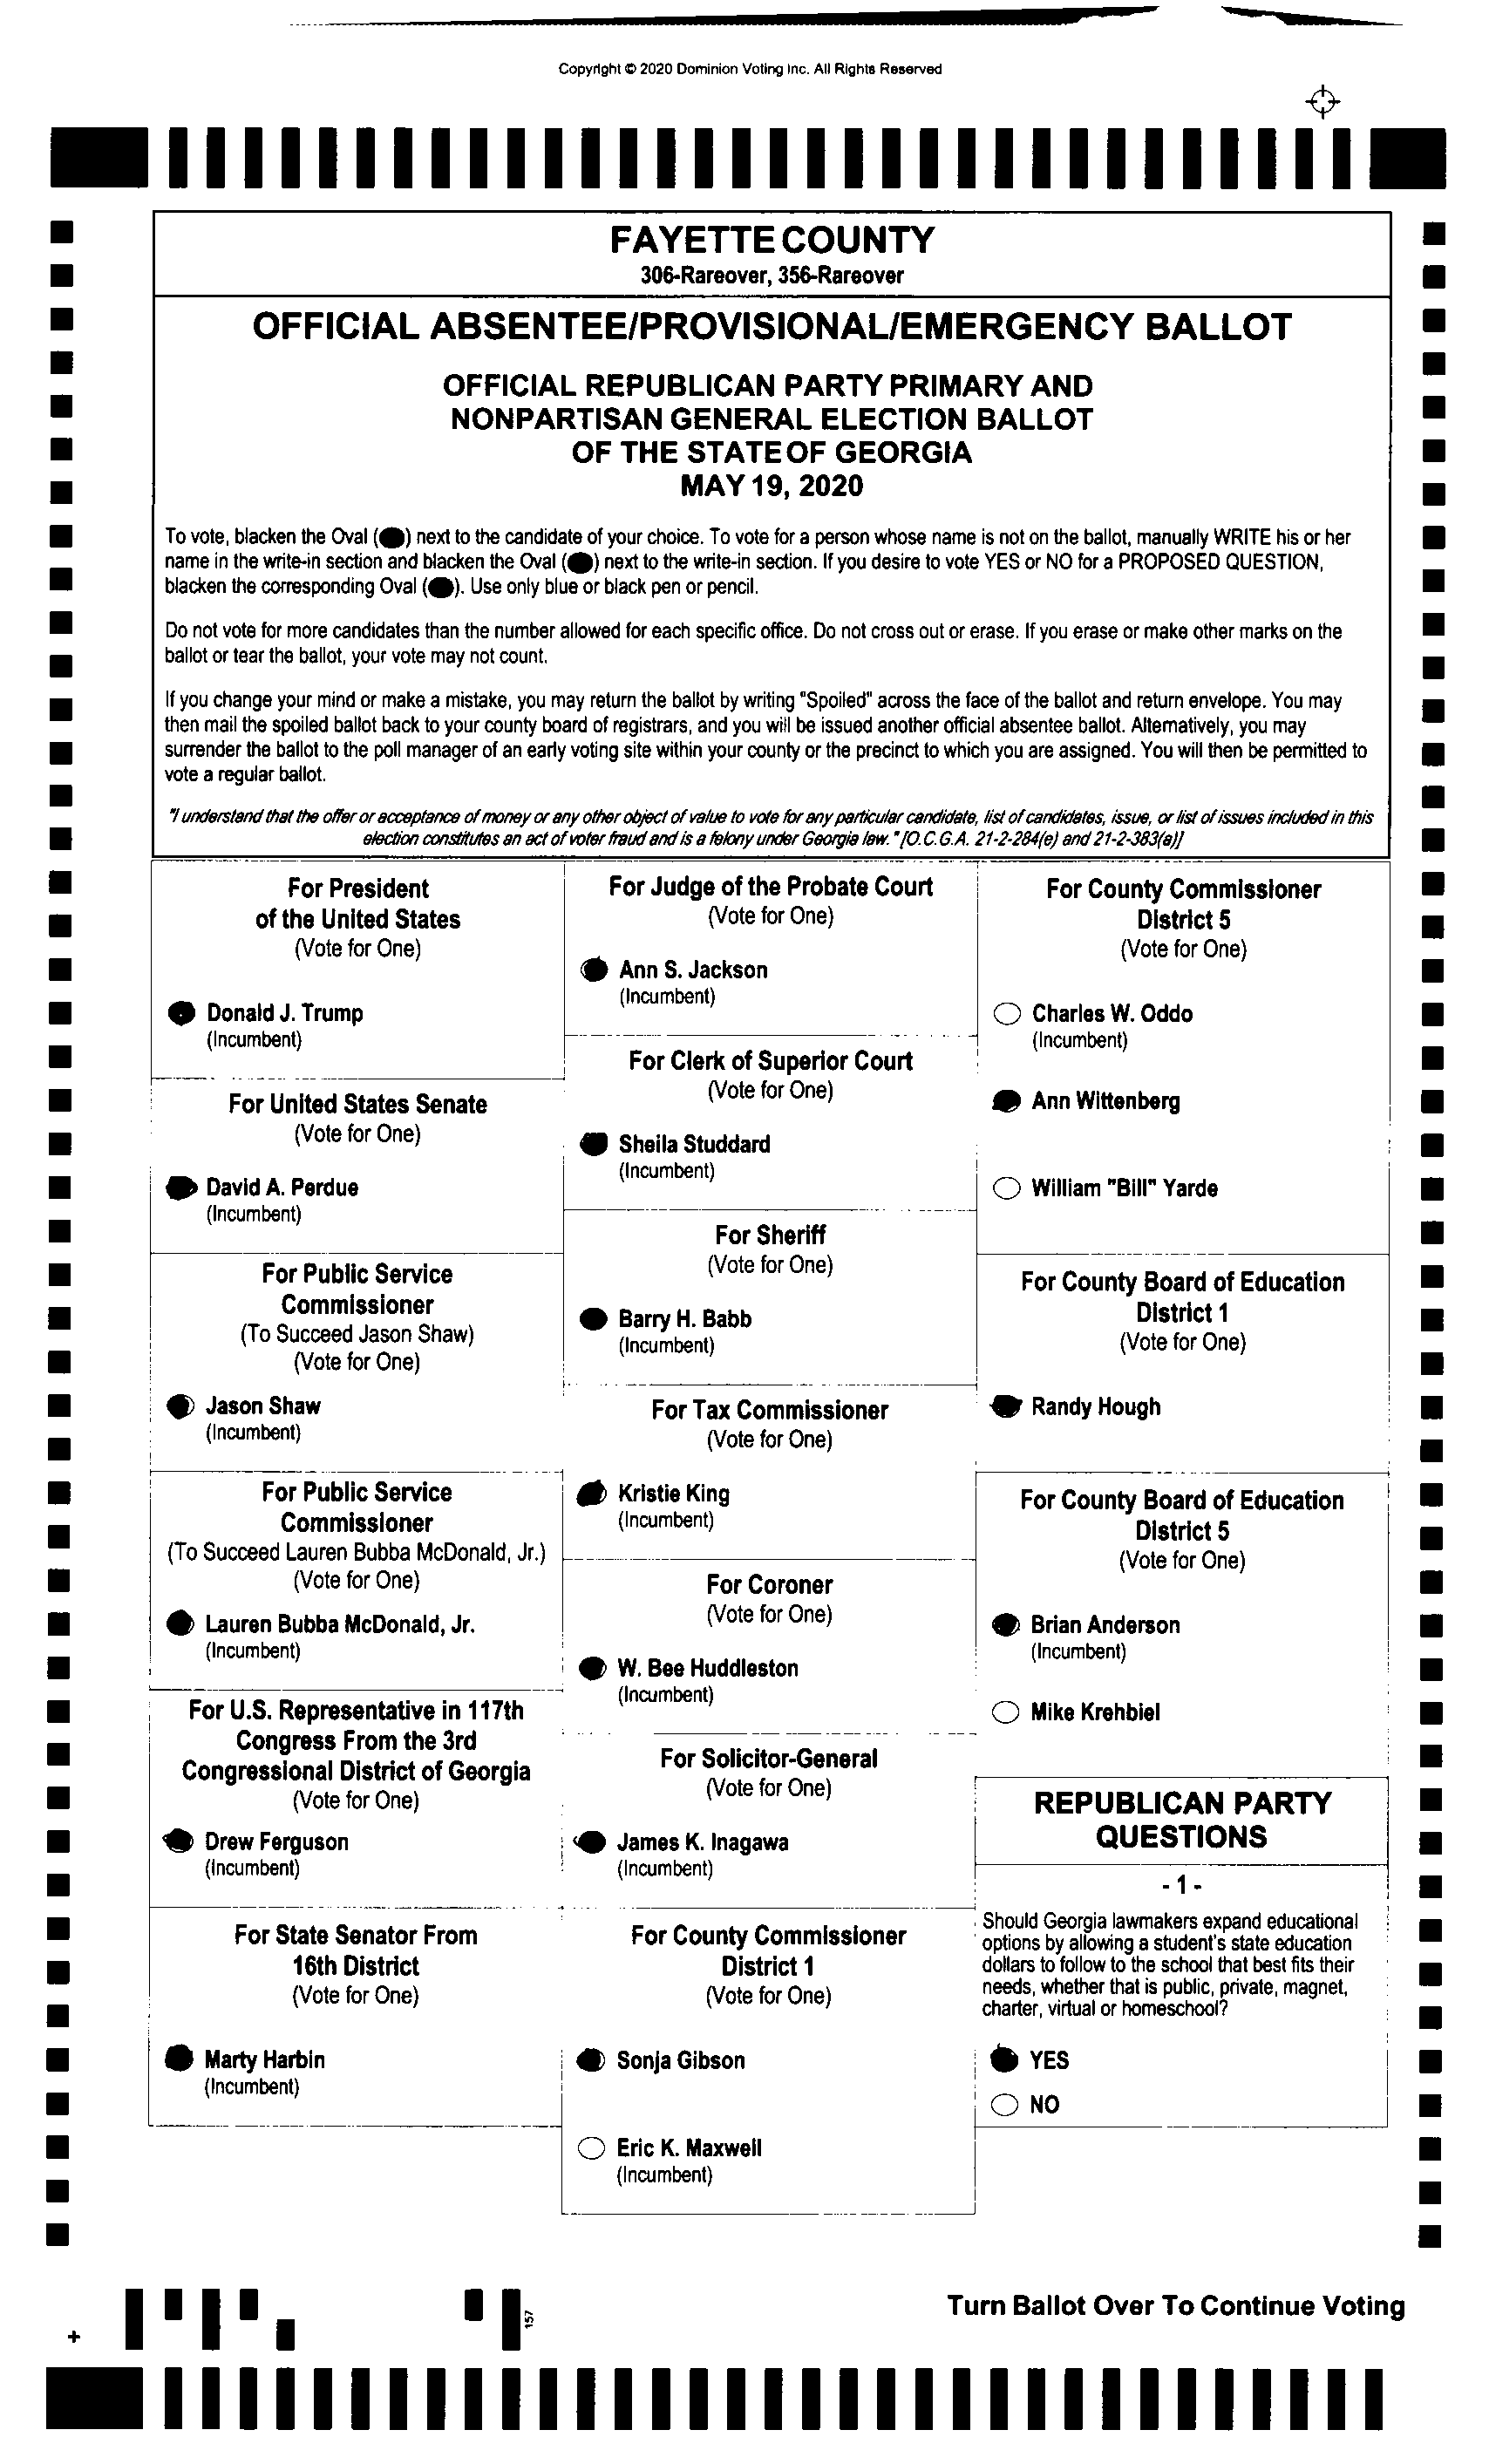 Copyright © 2020 Dominion Voting Inc. All Rights Reserved
FAYETTE COUNTY
306-Rareover, 356-Rareover
OFFICIAL ABSENTEE/PROVISIONAL/EMERGENCY BALLOT
OFFICIAL REPUBLICAN PARTY PRIMARY AND
NONPARTISAN GENERAL ELECTION BALLOT
OF THE STATE OF GEORGIA
MAY 19, 2020
To vote, blacken the Oval ( ) next to the candidate of your choice. To vote for a person whose name is not on the ballot, manually WRITE his or her
name in the write-in section and blacken the Oval ( ) next to the write-in section. If you desire to vote YES or NO for a PROPOSED QUESTION,
blacken the corresponding Oval ( ). Use only blue or black pen or pencil.
Do not vote for more candidates than the number allowed for each specific office. Do not cross out or erase. If you erase or make other marks on the
ballot or tear the ballot, your vote may not count.
If you change your mind or make a mistake, you may return the ballot by writing "Spoiled" across the face of the ballot and return envelope. You may
then mail the spoiled ballot back to your county board of registrars, and you will be issued another official absentee ballot. Alternatively, you may
surrender the ballot to the poll manager of an early voting site within your county or the precinct to which you are assigned. You will then be permitted to
vote a regular ballot.
"I understand that the offer or acceptance of money or any other object of value to vote for any particular candidate, list of candidates, issue, or list of issues included in this
election constitutes an act of voter fraud and is a felony under Georgia law." [O.C.G.A. 21-2-284(e) and 21-2-383(a)]
For President
of the United States
(Vote for One)
Donald J. Trump
(Incumbent)
For United States Senate
(Vote for One)
David A. Perdue
(Incumbent)
For Public Service
Commissioner
(To Succeed Jason Shaw)
(Vote for One)
Jason Shaw
(Incumbent)
For Public Service
Commissioner
(To Succeed Lauren Bubba McDonald, Jr.)
(Vote for One)
Lauren Bubba McDonald, Jr.
(Incumbent)
For U.S. Representative in 117th
Congress From the 3rd
Congressional District of Georgia
(Vote for One)
Drew Ferguson
(Incumbent)
For State Senator From
16th District
(Vote for One)
Marty Harbin
(Incumbent)
For Judge of the Probate Court
(Vote for One)
Ann S. Jackson
(Incumbent)
For Clerk of Superior Court
(Vote for One)
Sheila Studdard
(Incumbent)
For Sheriff
(Vote for One)
Barry H. Babb
(Incumbent)
For Tax Commissioner
(Vote for One)
Kristie King
(Incumbent)
For Coroner
(Vote for One)
W. Bee Huddleston
(Incumbent)
For Solicitor-General
(Vote for One)
James K. Inagawa
(Incumbent)
For County Commissioner
District 1
(Vote for One)
Sonja Gibson
Eric K. Maxwell
(Incumbent)
For County Commissioner
District 5
(Vote for One)
Charles W. Oddo
(Incumbent)
Ann Wittenberg
William "Bill" Yarde
For County Board of Education
District 1
(Vote for One)
Randy Hough
For County Board of Education
District 5
(Vote for One)
Brian Anderson
(Incumbent)
Mike Krehbiel
REPUBLICAN PARTY
QUESTIONS
- 1 -
Should Georgia lawmakers expand educational
options by allowing a student's state education
dollars to follow to the school that best fits their
needs, whether that is public, private, magnet,
charter, virtual or homeschool?
YES
NO
157
Turn Ballot Over To Continue Voting